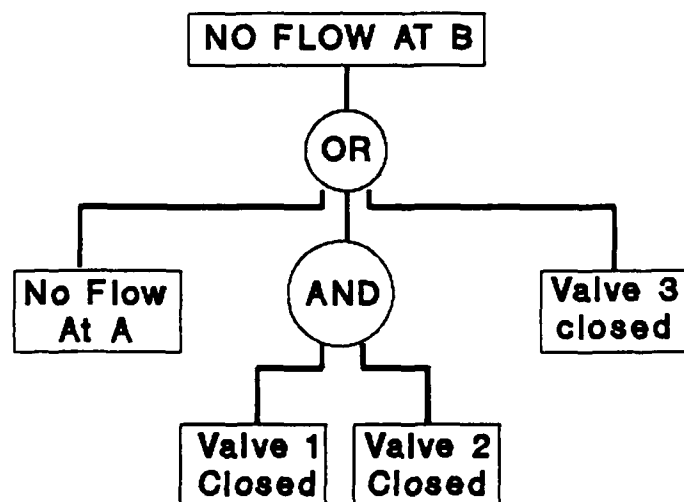 NO FLOW AT B
OR
No Flow
At A
AND
Valve 3
closed
Valve 1
Closed
Valve 2
Closed